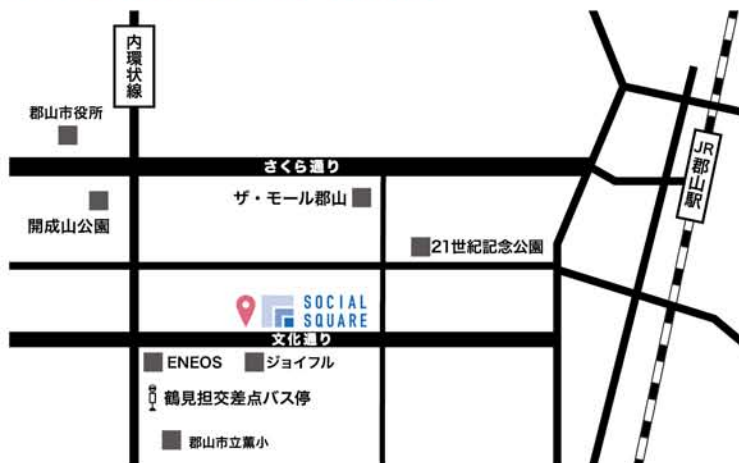 内環状線
郡山市役所
さくら通り
JR郡山駅
ザ・モール郡山
開成山公園
21世紀記念公園
SOCIAL
SQUARE
文化通り
ENEOS
ジョイフル
鶴見担交差点バス停
郡山市立薫小